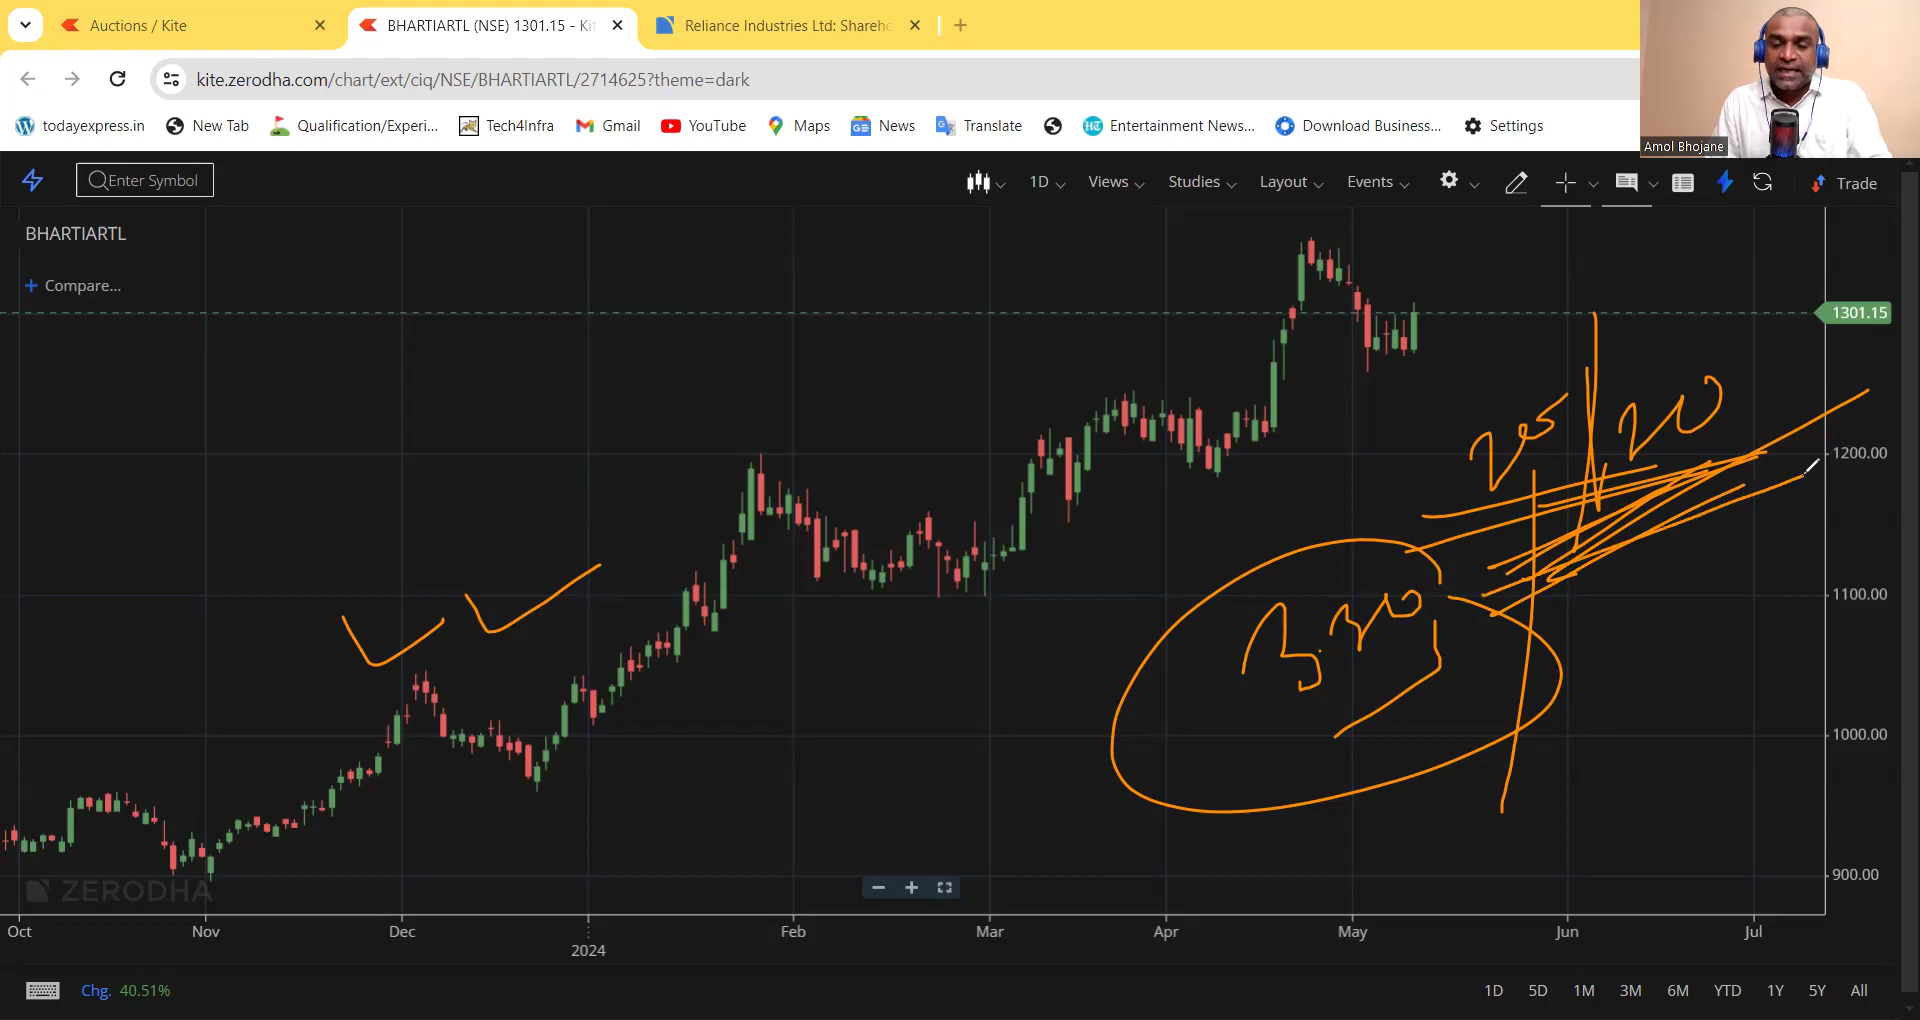 Auctions / Kite
BHARTIARTL (NSE) 1301.15 - Kit
Reliance Industries Ltd: Shareho
kite.zerodha.com/chart/ext/ciq/NSE/BHARTIARTL/2714625?theme=dark
todayexpress.in New Tab Qualification/Experi... Tech4Infra Gmail YouTube Maps News Translate Entertainment News... Download Business... Settings
Amol Bhojane
Enter Symbol 1D Views Studies Layout Events Trade
BHARTIARTL
Compare...
1301.15
20
1200.00
1100.00
1000.00
900.00
ZERODHA
Oct Nov Dec 2024 Feb Mar Apr May Jun Jul
Chg. 40.51% 1D 5D 1M 3M 6M YTD 1Y 5Y All